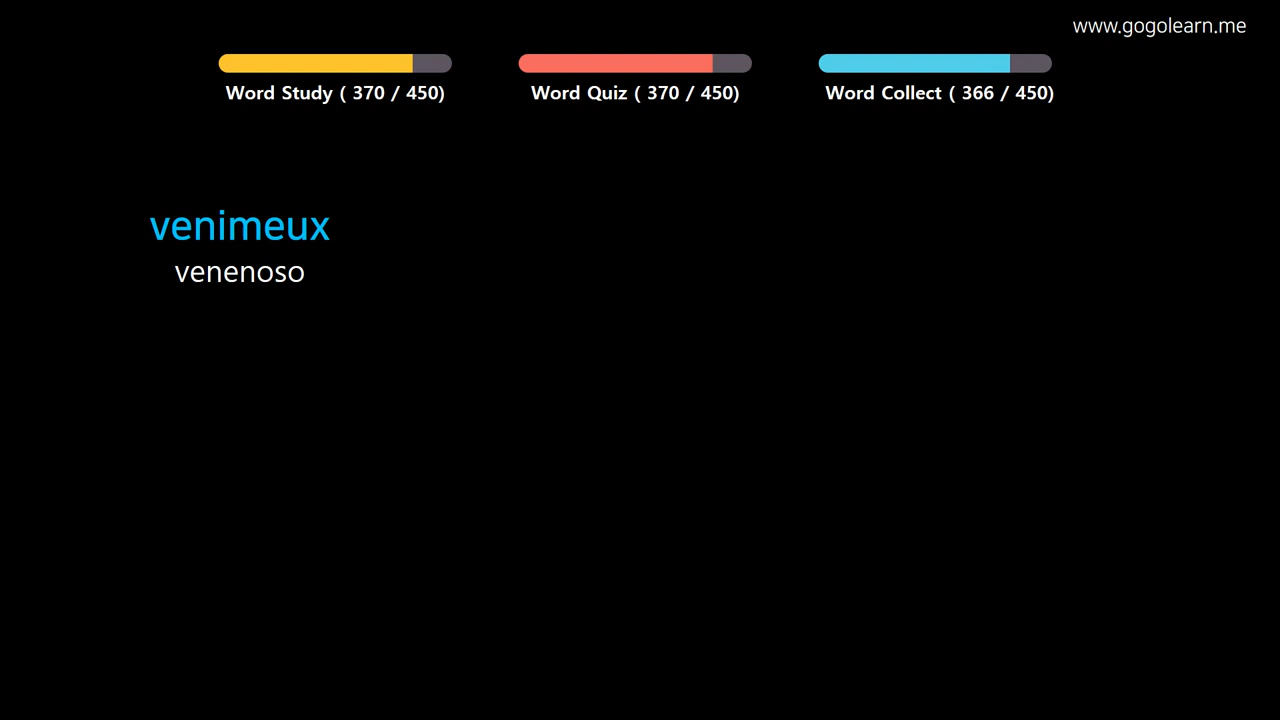 www.gogolearn.me
Word Study ( 370 / 450)
Word Quiz ( 370 / 450)
Word Collect ( 366 / 450)
venimeux
venenoso